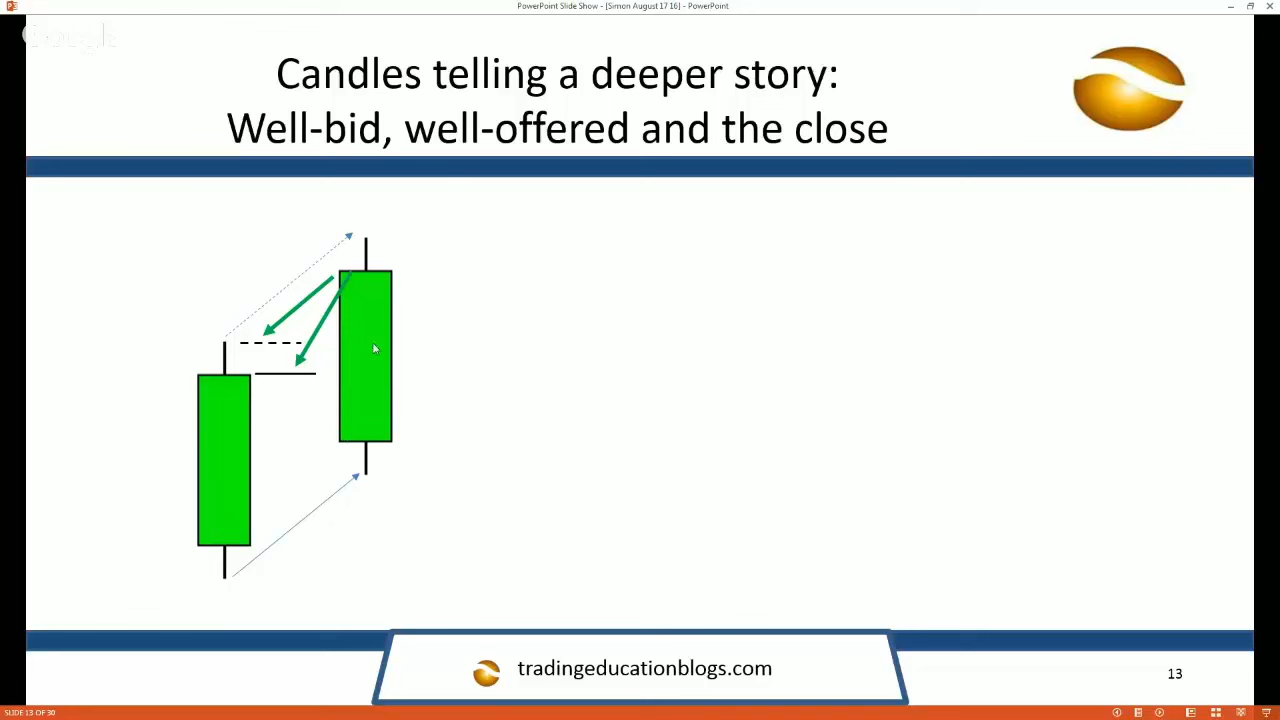 PowerPoint Slide Show - [Simon August 17 16] - PowerPoint
Candles telling a deeper story:
Well-bid, well-offered and the close
tradingeducationblogs.com
13
SLIDE 13 OF 30